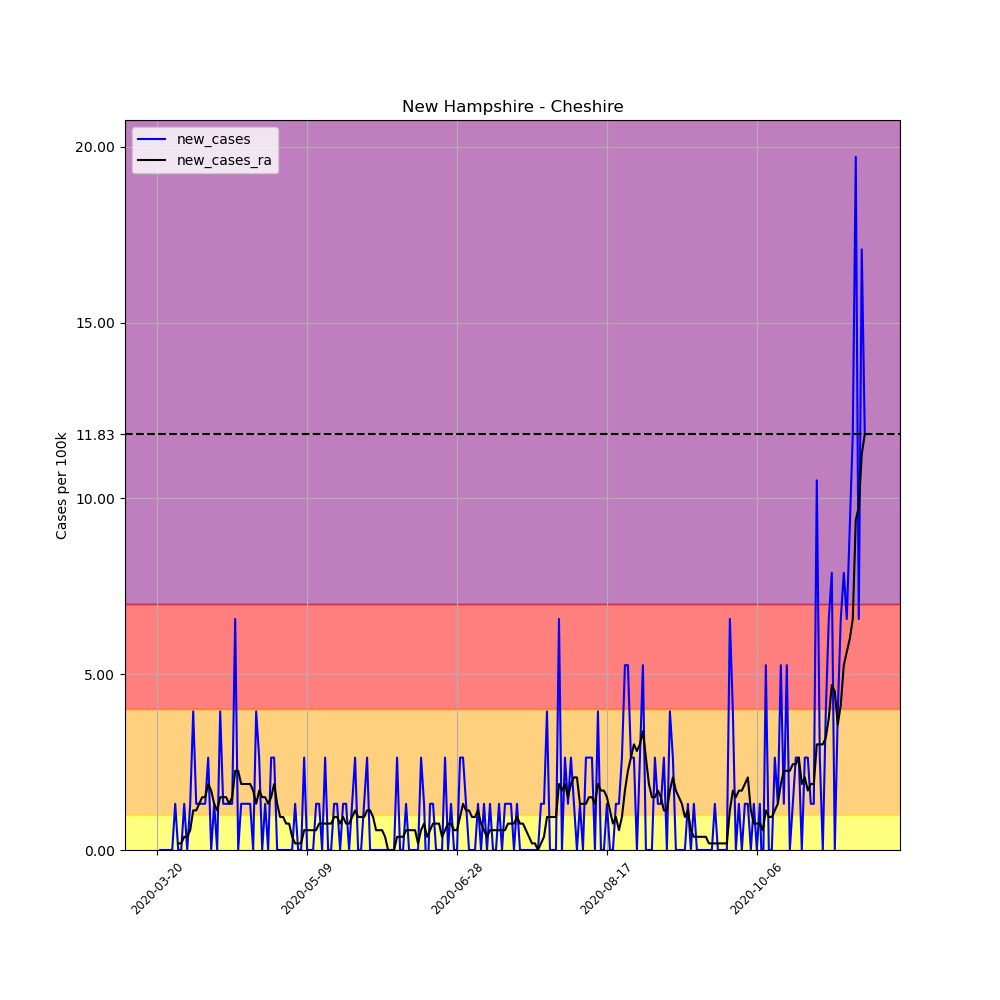 New Hampshire - Cheshire
new_cases
new_cases_ra
20.00
15.00
11.83
10.00
5.00
0.00
Cases per 100k
2020-03-20
2020-05-09
2020-06-28
2020-08-17
2020-10-06